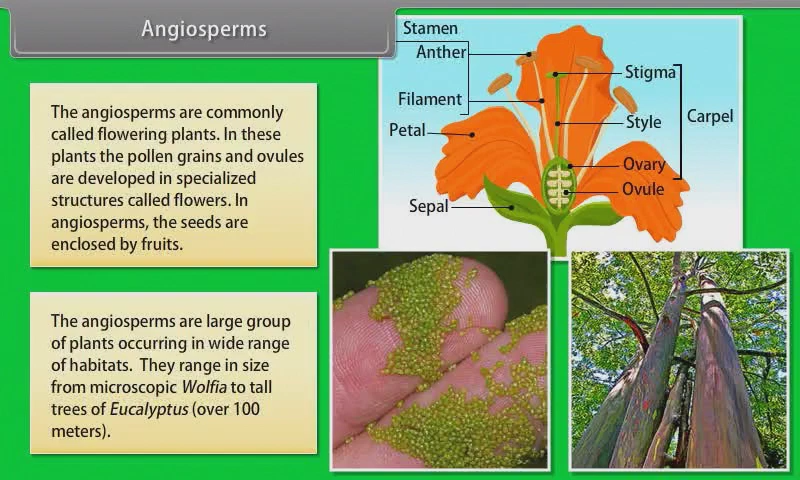 Angiosperms
The angiosperms are commonly
called flowering plants. In these
plants the pollen grains and ovules
are developed in specialized
structures called flowers. In
angiosperms, the seeds are
enclosed by fruits.
The angiosperms are large group
of plants occurring in wide range
of habitats. They range in size
from microscopic Wolfia to tall
trees of Eucalyptus (over 100
meters).
Stamen
Anther
Filament
Petal
Sepal
Stigma
Style
Carpel
Ovary
Ovule